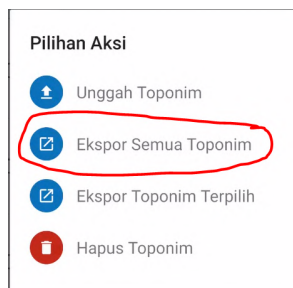 Pilihan Aksi
Unggah Toponim
Ekspor Semua Toponim
Ekspor Toponim Terpilih
Hapus Toponim